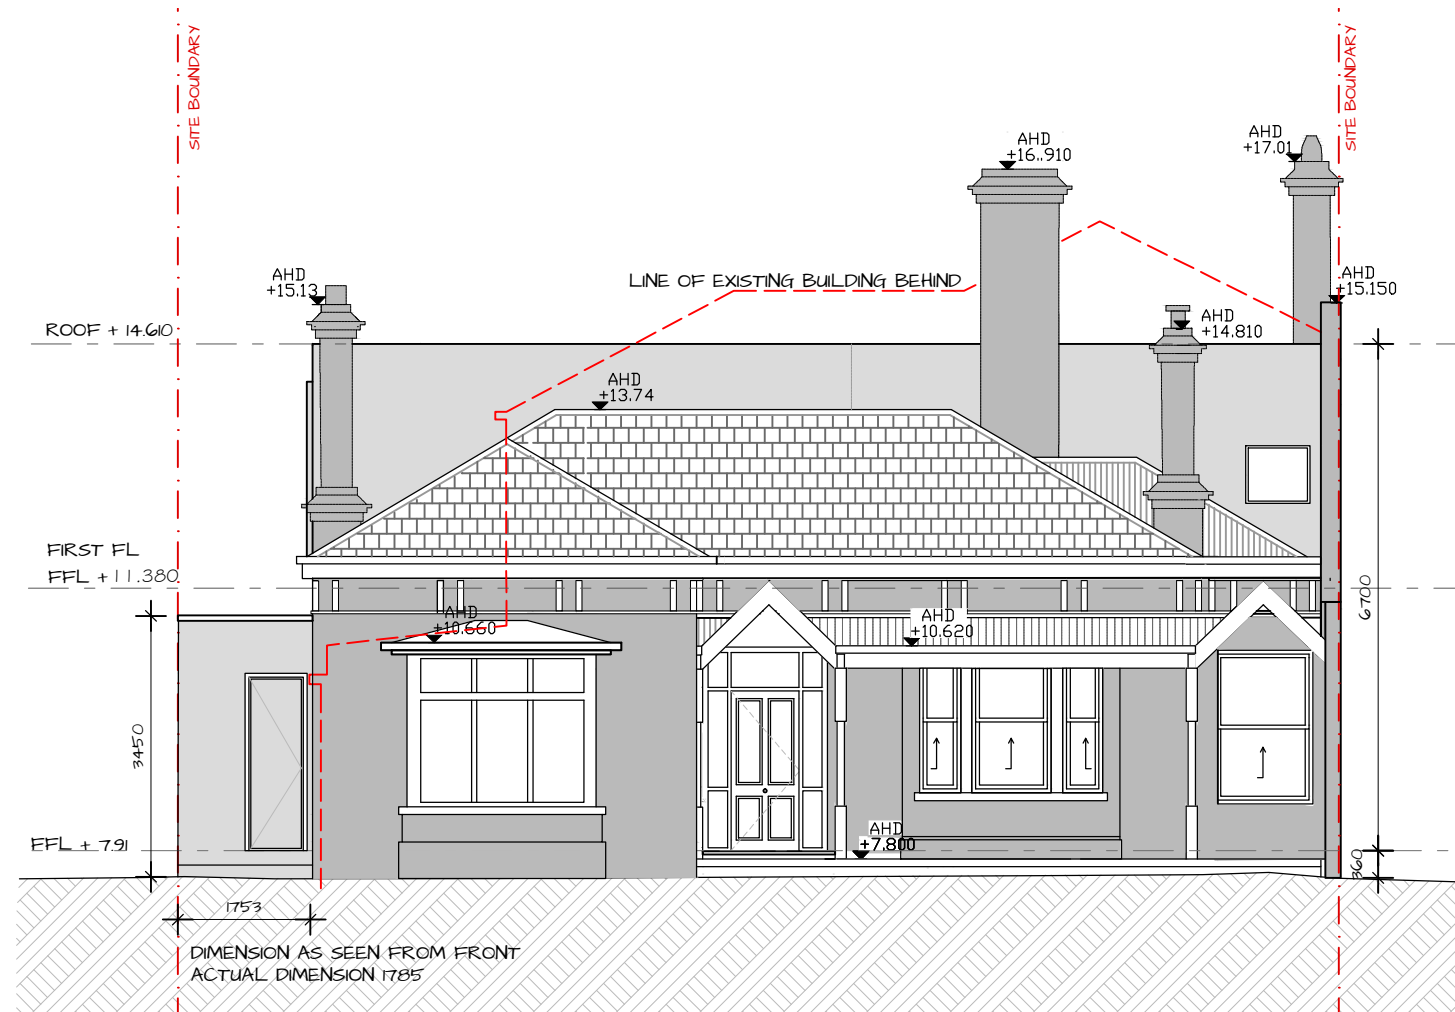 SITE BOUNDARY
SITE BOUNDARY
AHD
+16..910
AHD
+17.01
AHD
+15.13
LINE OF EXISTING BUILDING BEHIND
AHD
+15.150
ROOF + 14.610
AHD
+14.810
AHD
+13.74
FIRST FL
FFL +11.380
6700
AHD
+10.660
AHD
+10.620
3450
AHD
+7.800
FFL + 7.91
360
1753
DIMENSION AS SEEN FROM FRONT
ACTUAL DIMENSION 1785